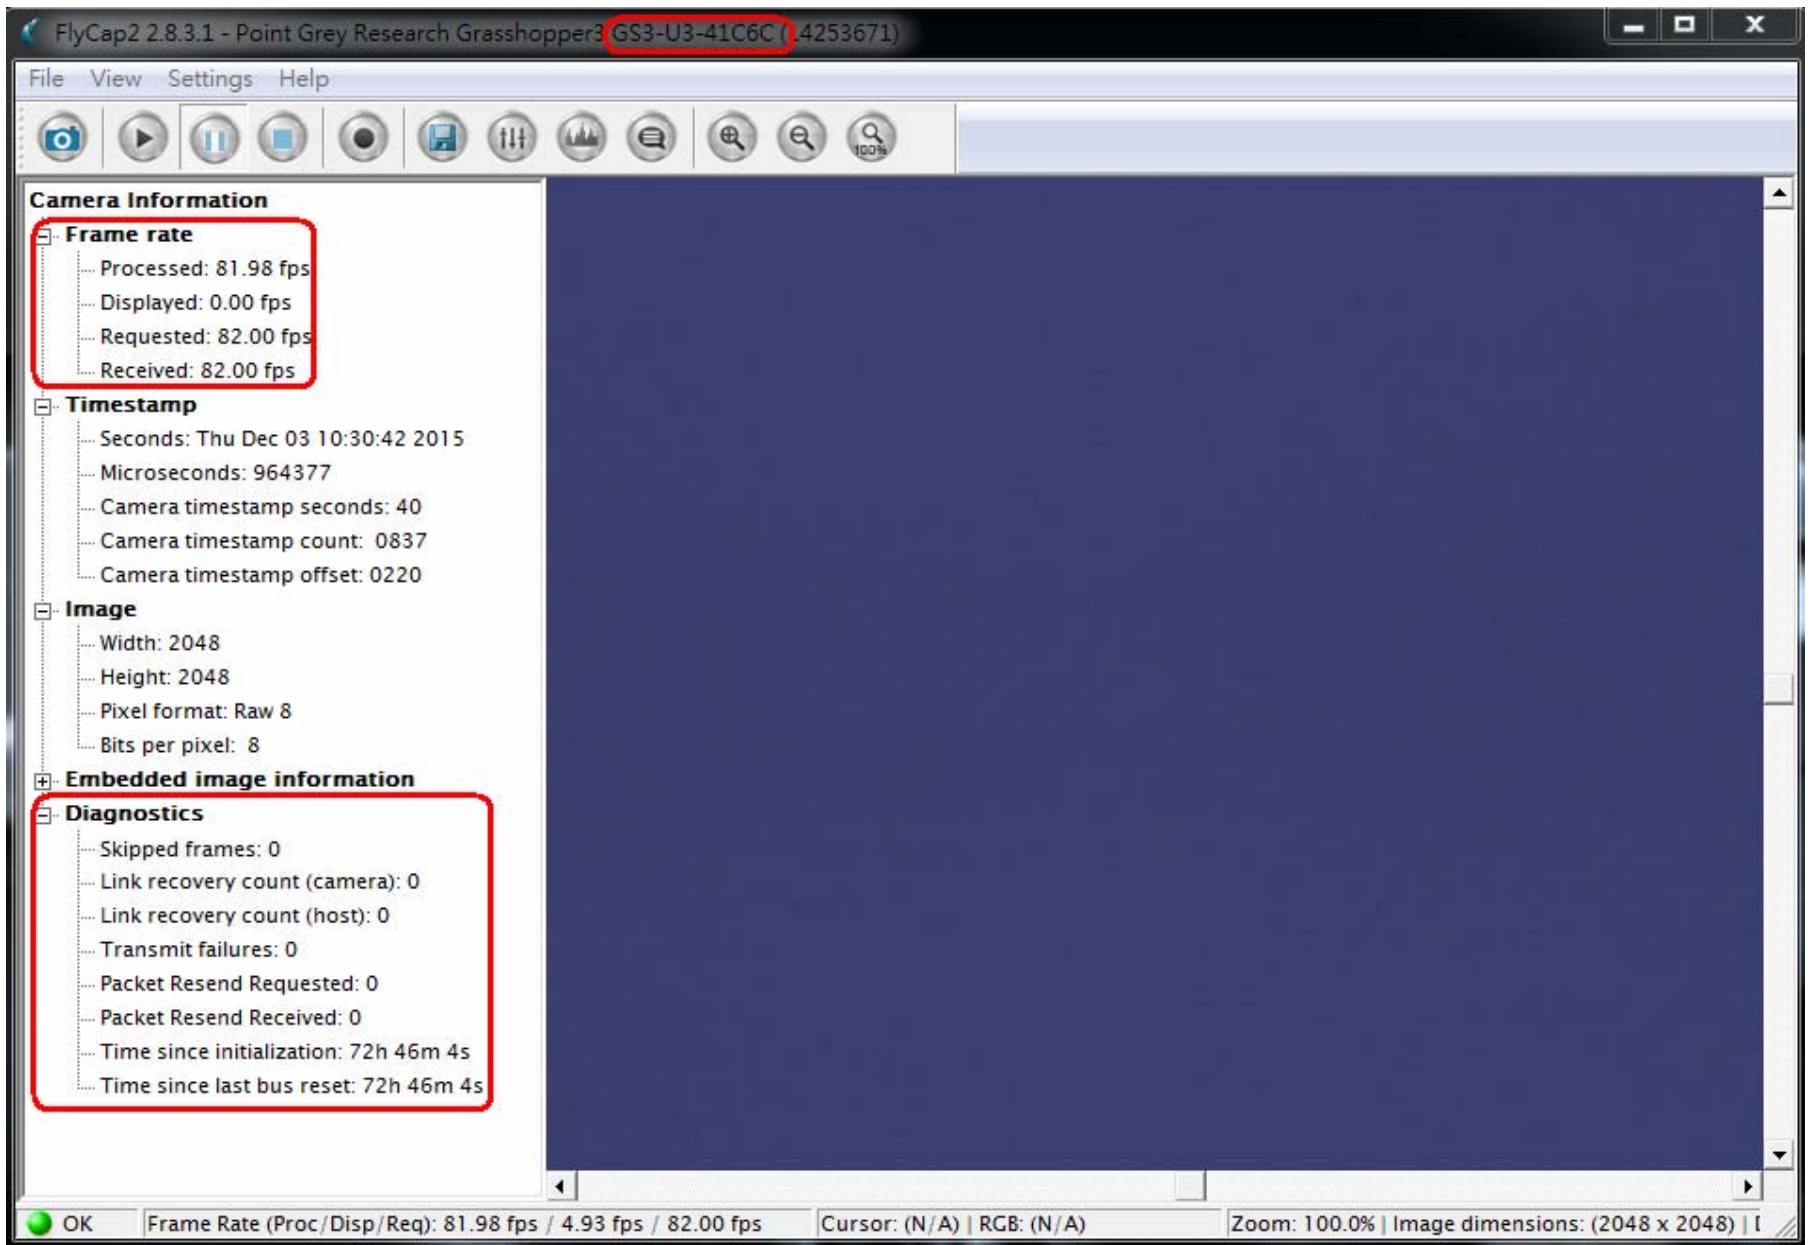 FlyCap2 2.8.3.1 - Point Grey Research Grasshopper3 GS3-U3-41C6C (14253671)
File View Settings Help
100%
Camera Information
Frame rate
Processed: 81.98 fps
Displayed: 0.00 fps
Requested: 82.00 fps
Received: 82.00 fps
Timestamp
Seconds: Thu Dec 03 10:30:42 2015
Microseconds: 964377
Camera timestamp seconds: 40
Camera timestamp count: 0837
Camera timestamp offset: 0220
Image
Width: 2048
Height: 2048
Pixel format: Raw 8
Bits per pixel: 8
Embedded image information
Diagnostics
Skipped frames: 0
Link recovery count (camera): 0
Link recovery count (host): 0
Transmit failures: 0
Packet Resend Requested: 0
Packet Resend Received: 0
Time since initialization: 72h 46m 4s
Time since last bus reset: 72h 46m 4s
OK Frame Rate (Proc/Disp/Req): 81.98 fps / 4.93 fps / 82.00 fps Cursor: (N/A) | RGB: (N/A) Zoom: 100.0% | Image dimensions: (2048 x 2048) |